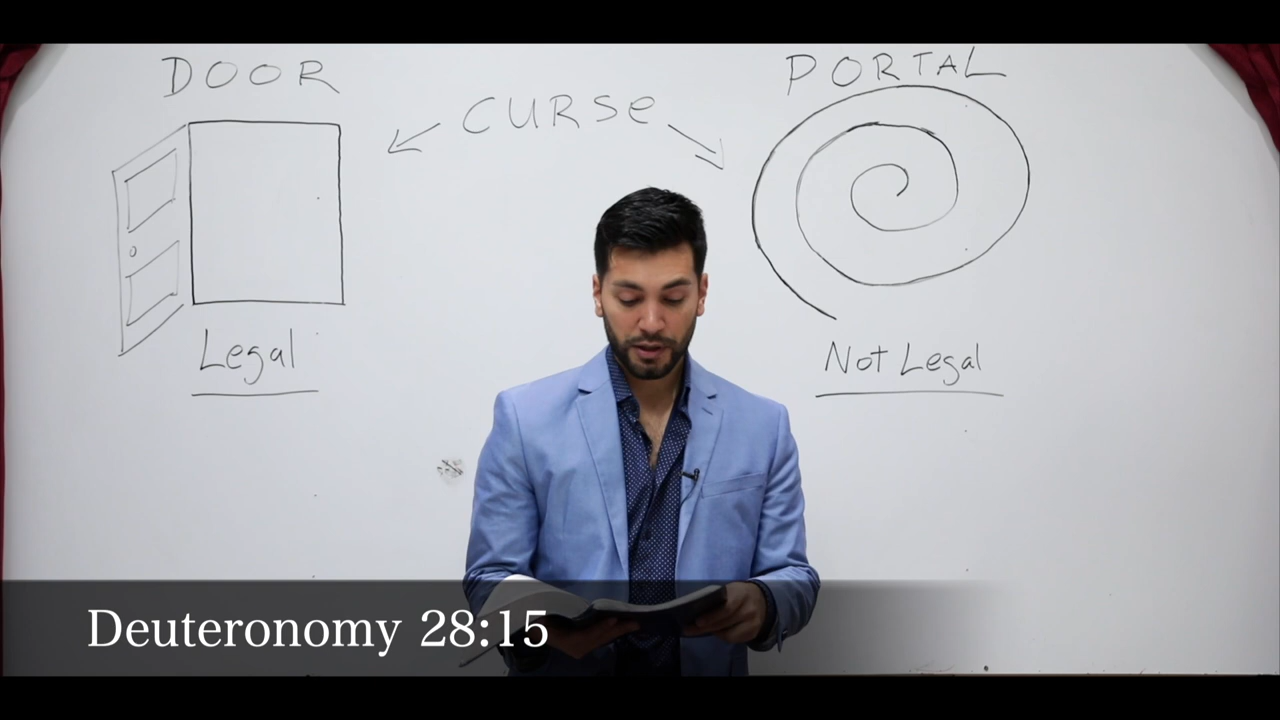 DOOR
CURSE
PORTAL
Legal
Not Legal
Deuteronomy 28:15